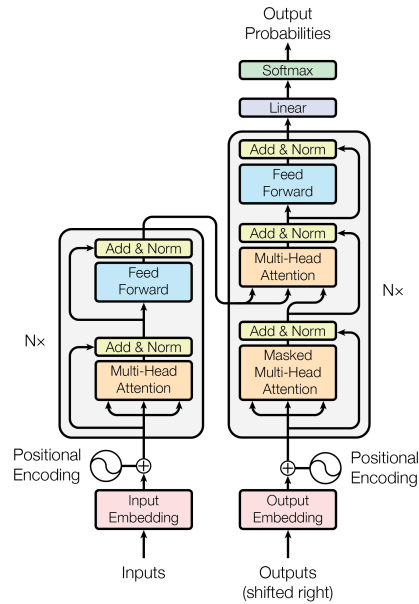 Output
Probabilities
Softmax
Linear
Add & Norm
Feed
Forward
Add & Norm
Multi-Head
Attention
Add & Norm
Masked
Multi-Head
Attention
N×
Add & Norm
Feed
Forward
Add & Norm
Multi-Head
Attention
N×
Positional
Encoding
Positional
Encoding
Input
Embedding
Output
Embedding
Inputs
Outputs
(shifted right)